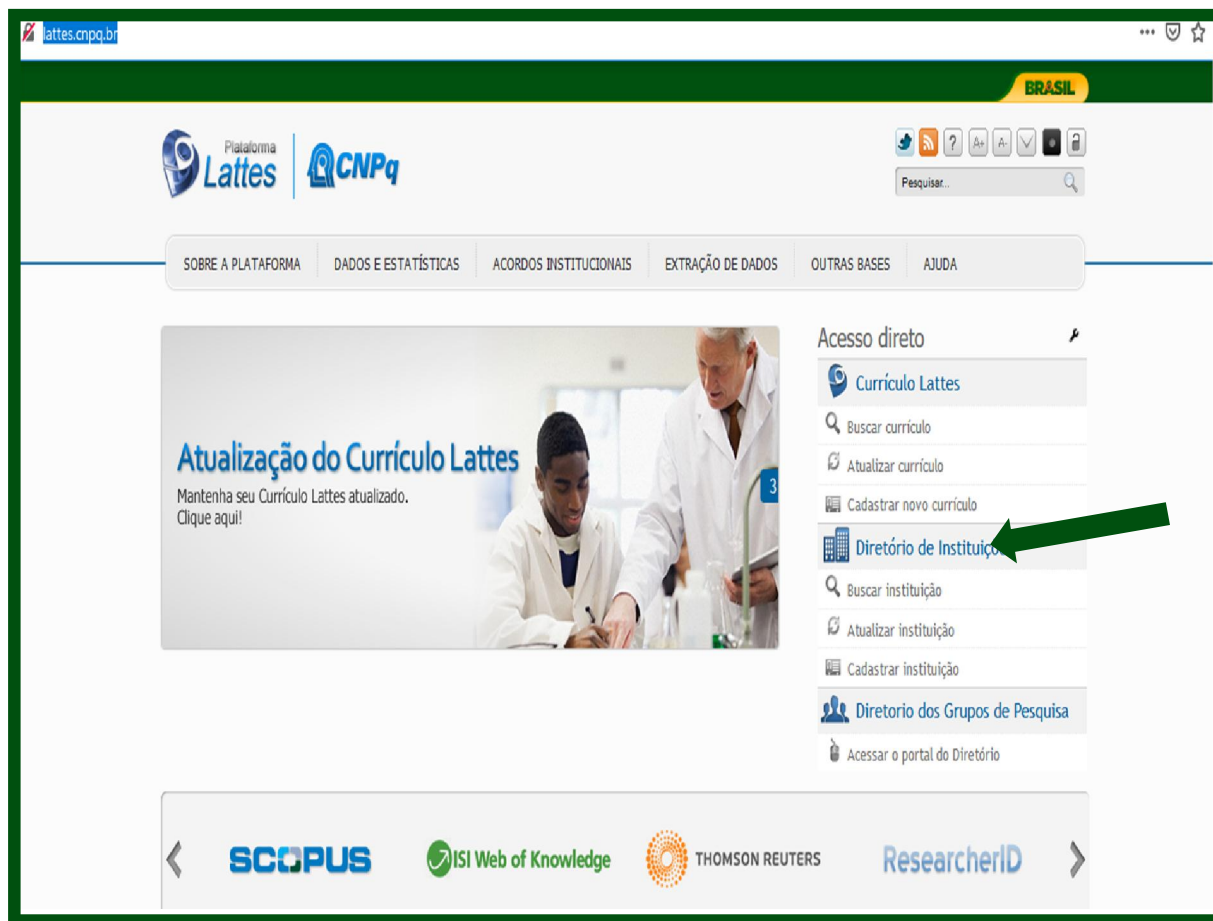 lattes.cnpq.br
BRASIL
Plataforma
Lattes
CNPq
?
A+
A-
Pesquisar...
SOBRE A PLATAFORMA
DADOS E ESTATÍSTICAS
ACORDOS INSTITUCIONAIS
EXTRAÇÃO DE DADOS
OUTRAS BASES
AJUDA
Atualização do Currículo Lattes
Mantenha seu Currículo Lattes atualizado.
Clique aqui!
3
Acesso direto
Currículo Lattes
Buscar currículo
Atualizar currículo
Cadastrar novo currículo
Diretório de
Buscar instituição
Atualizar instituição
Cadastrar instituição
Diretorio dos Grupos de Pesquisa
Acessar o portal do Diretório
SCOPUS
ISI Web of Knowledge
THOMSON REUTERS
ResearcherID